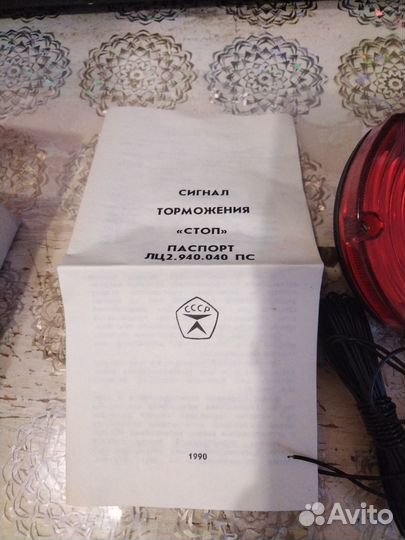 СИГНАЛ
ТОРМОЖЕНИЯ
«СТОП»
ПАСПОРТ
ЛЦ2.940.040 ПС
СССР
1990
Avito